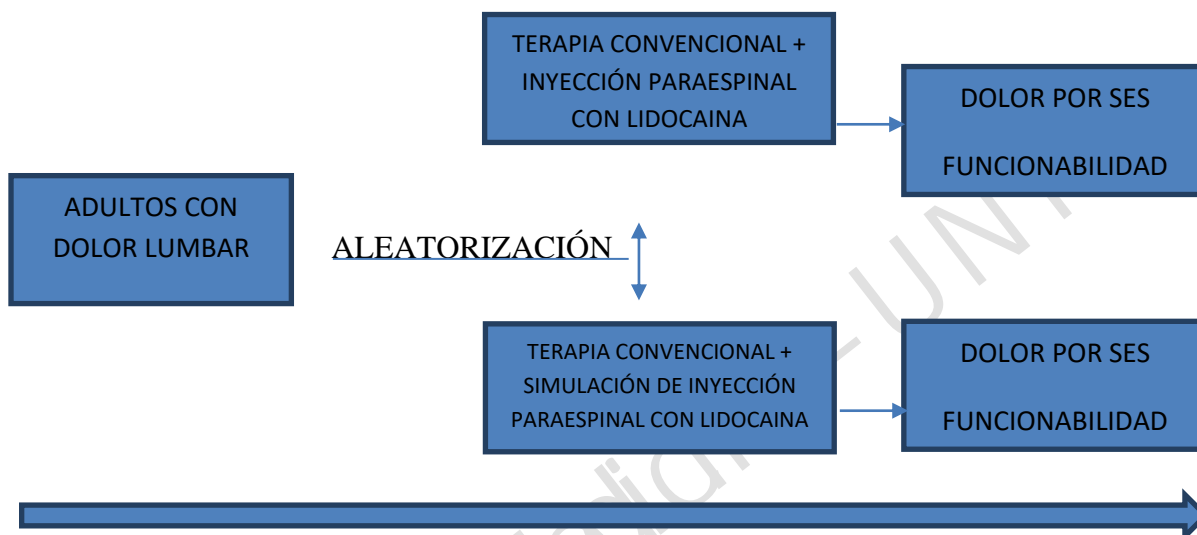 TERAPIA CONVENCIONAL +
INYECCIÓN PARAESPINAL
CON LIDOCAINA
DOLOR POR SES
FUNCIONABILIDAD
ADULTOS CON
DOLOR LUMBAR
ALEATORIZACIÓN
TERAPIA CONVENCIONAL +
SIMULACIÓN DE INYECCIÓN
PARAESPINAL CON LIDOCAINA
DOLOR POR SES
FUNCIONABILIDAD